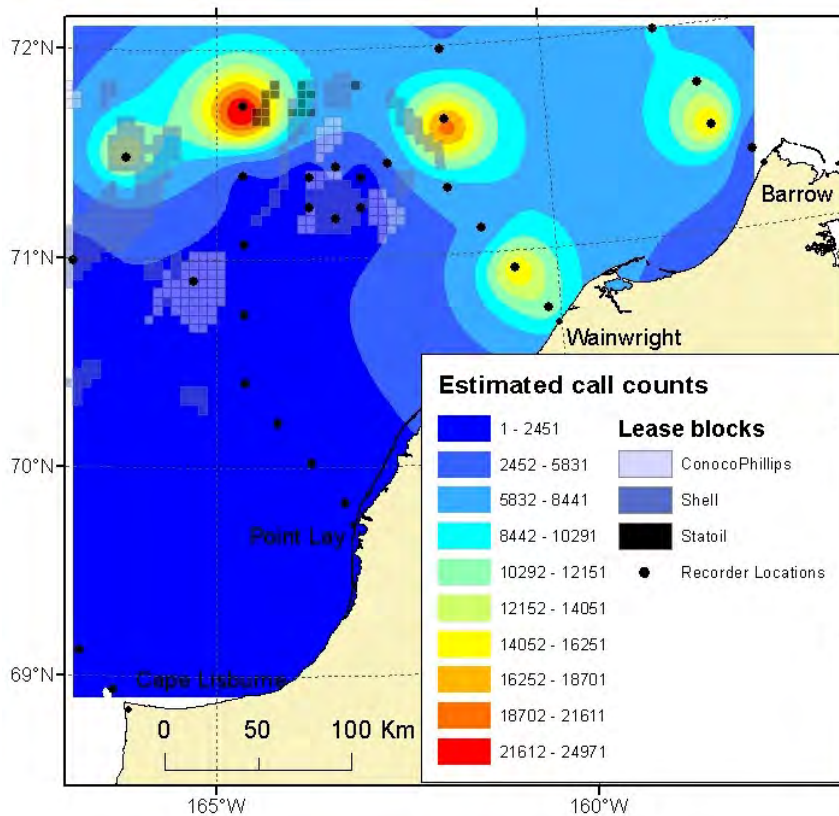 72°N
71°N
70°N
69°N
Barrow
Wainwright
Point Lay
Cape Lisburne
0 50 100 Km
165°W
160°W
Estimated call counts
1 - 2451
2452 - 5831
5832 - 8441
8442 - 10291
10292 - 12151
12152 - 14051
14052 - 16251
16252 - 18701
18702 - 21611
21612 - 24971
Lease blocks
ConocoPhillips
Shell
Statoil
Recorder Locations